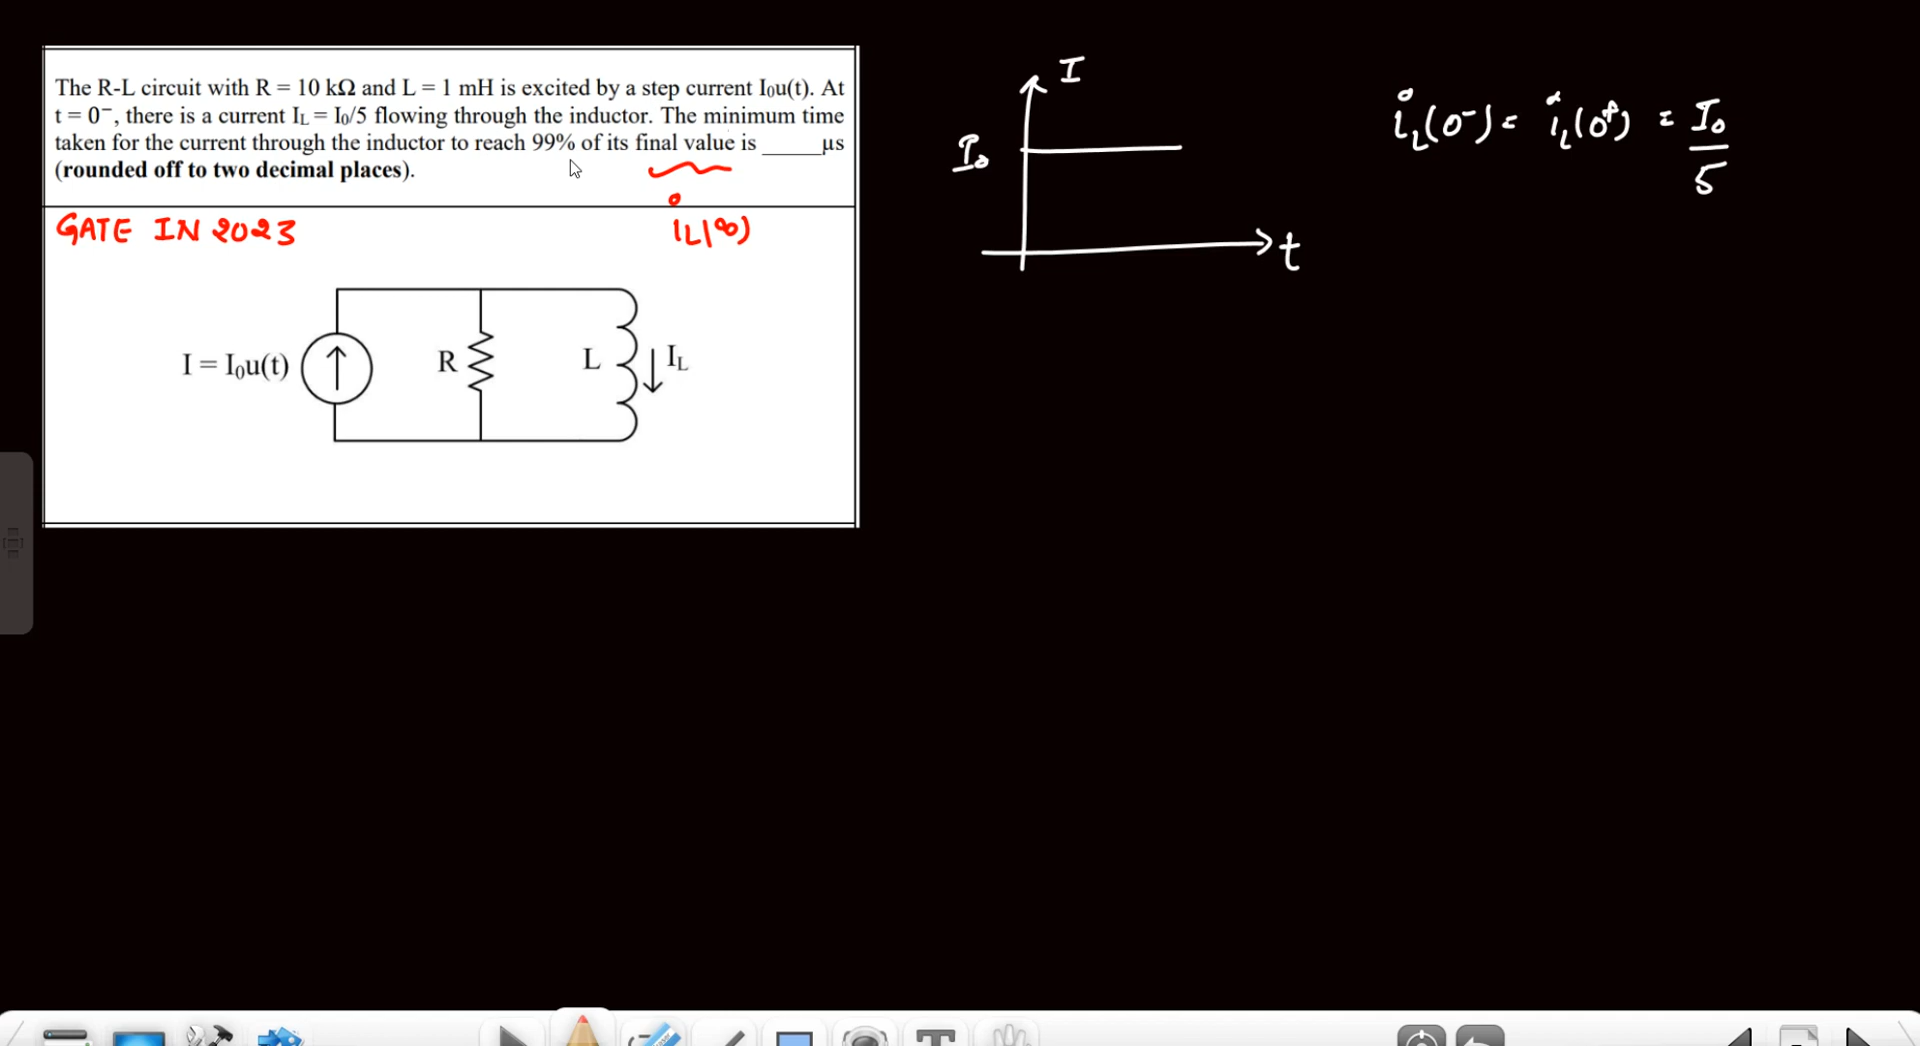 The R-L circuit with R = 10 kΩ and L = 1 mH is excited by a step current I₀u(t). At
t = 0⁻, there is a current I_L = I₀/5 flowing through the inductor. The minimum time
taken for the current through the inductor to reach 99% of its final value is _____μs
(rounded off to two decimal places).
GATE IN 2023
i_L(∞)
I = I₀u(t)
R
L
I_L
I
I₀
t
i_L(0⁻) = i_L(0⁺) = I₀/5